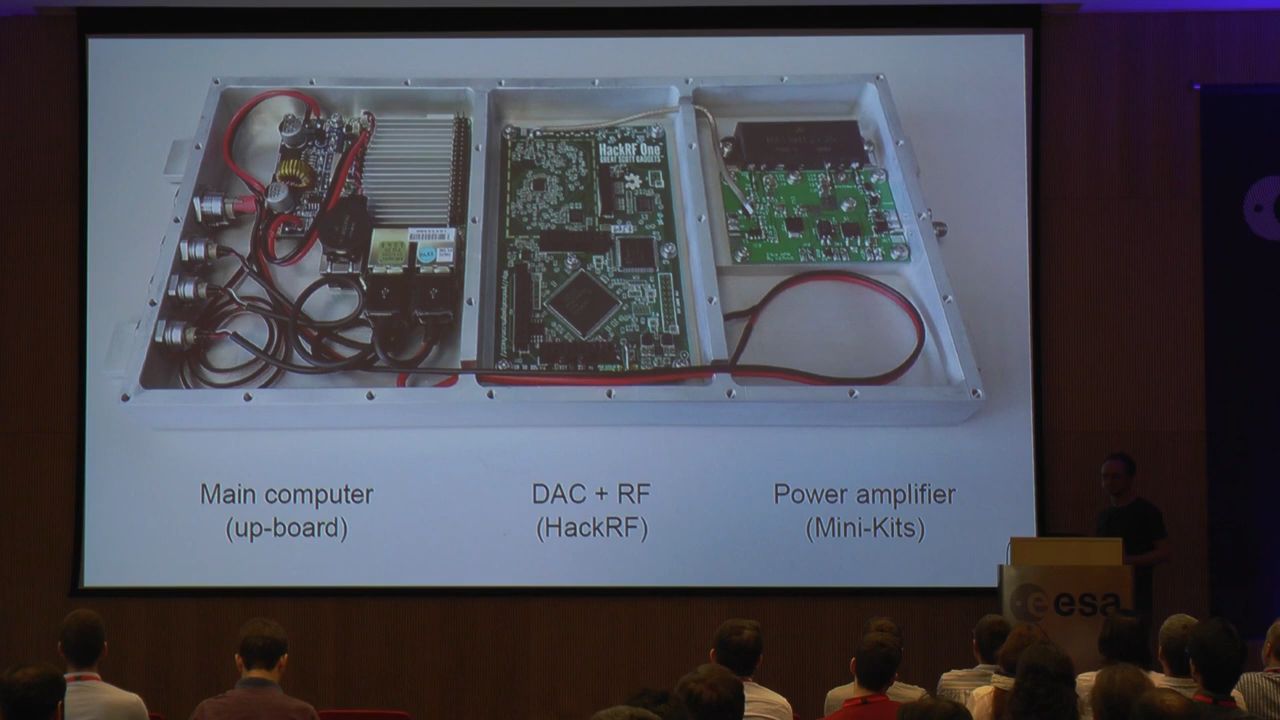 HackRF One
GREAT SCOTT GADGETS
Main computer
(up-board)
DAC + RF
(HackRF)
Power amplifier
(Mini-Kits)
esa